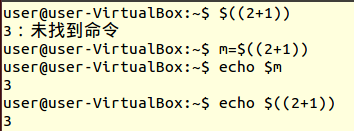 user@user-VirtualBox:~$ $((2+1))
3：未找到命令
user@user-VirtualBox:~$ m=$((2+1))
user@user-VirtualBox:~$ echo $m
3
user@user-VirtualBox:~$ echo $((2+1))
3